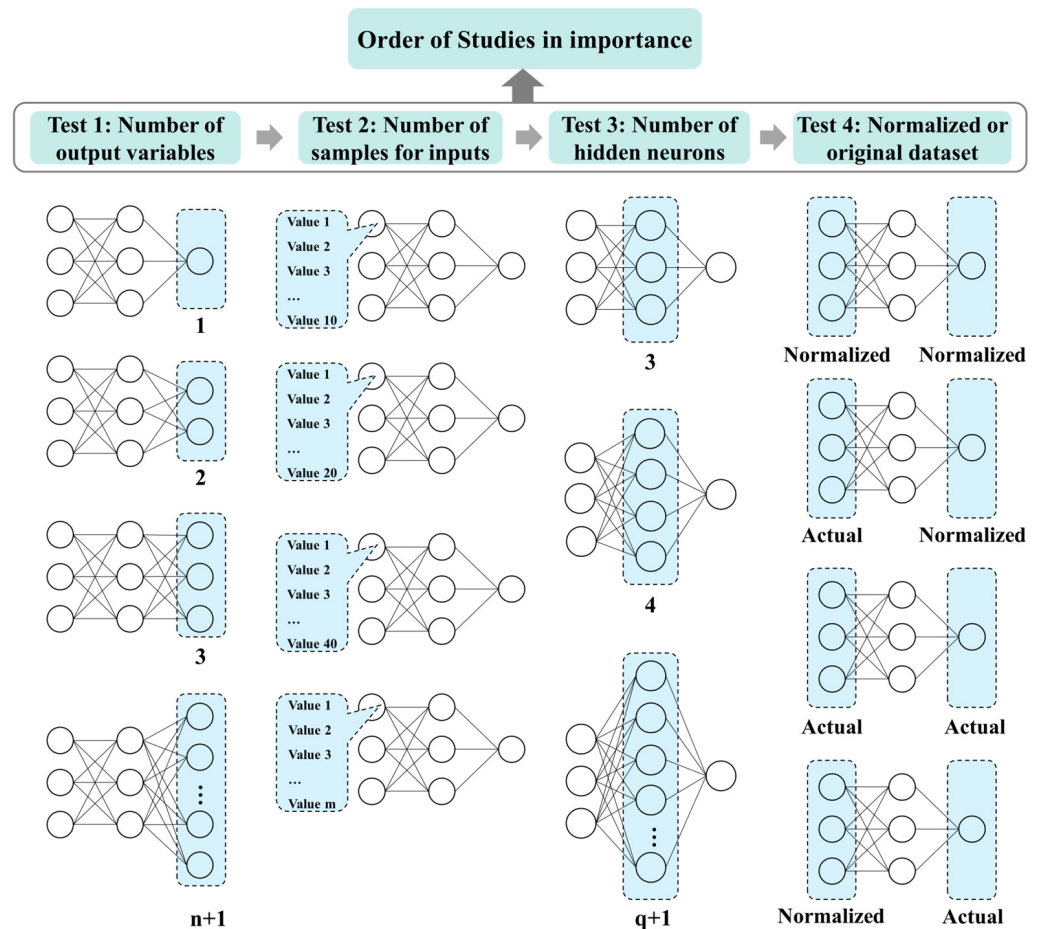 Order of Studies in importance
Test 1: Number of
output variables
Test 2: Number of
samples for inputs
Test 3: Number of
hidden neurons
Test 4: Normalized or
original dataset
1
2
3
n+1
Value 1
Value 2
Value 3
...
Value 10
Value 1
Value 2
Value 3
...
Value 20
Value 1
Value 2
Value 3
...
Value 40
Value 1
Value 2
Value 3
...
Value m
3
4
q+1
Normalized
Normalized
Actual
Normalized
Actual
Actual
Normalized
Actual